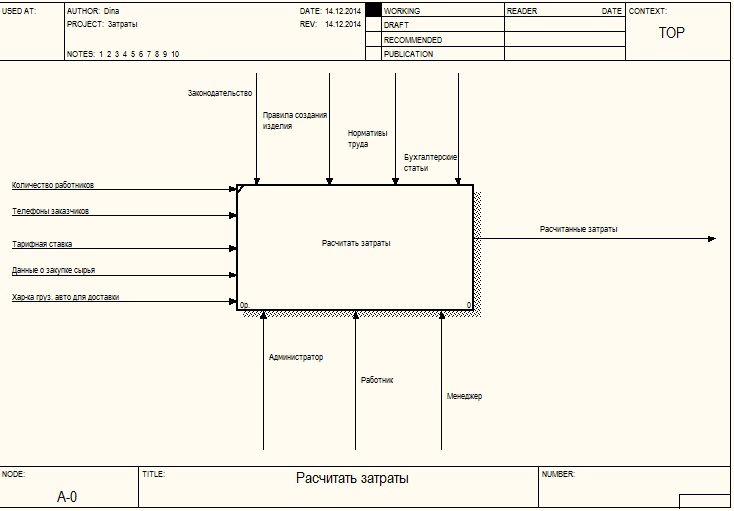 USED AT:
AUTHOR: Dina
DATE: 14.12.2014
WORKING
READER
DATE
CONTEXT:
PROJECT: Затраты
REV: 14.12.2014
DRAFT
TOP
RECOMMENDED
NOTES: 1 2 3 4 5 6 7 8 9 10
PUBLICATION
Законодательство
Правила создания
изделия
Нормативы
труда
Бухгалтерские
статьи
Количество работников
Телефоны заказчиков
Тарифная ставка
Данные о закупке сырья
Хар-ка груз. авто для доставки
Расчитать затраты
0р.
0
Расчитанные затраты
Администратор
Работник
Менеджер
NODE:
A-0
TITLE:
Расчитать затраты
NUMBER: